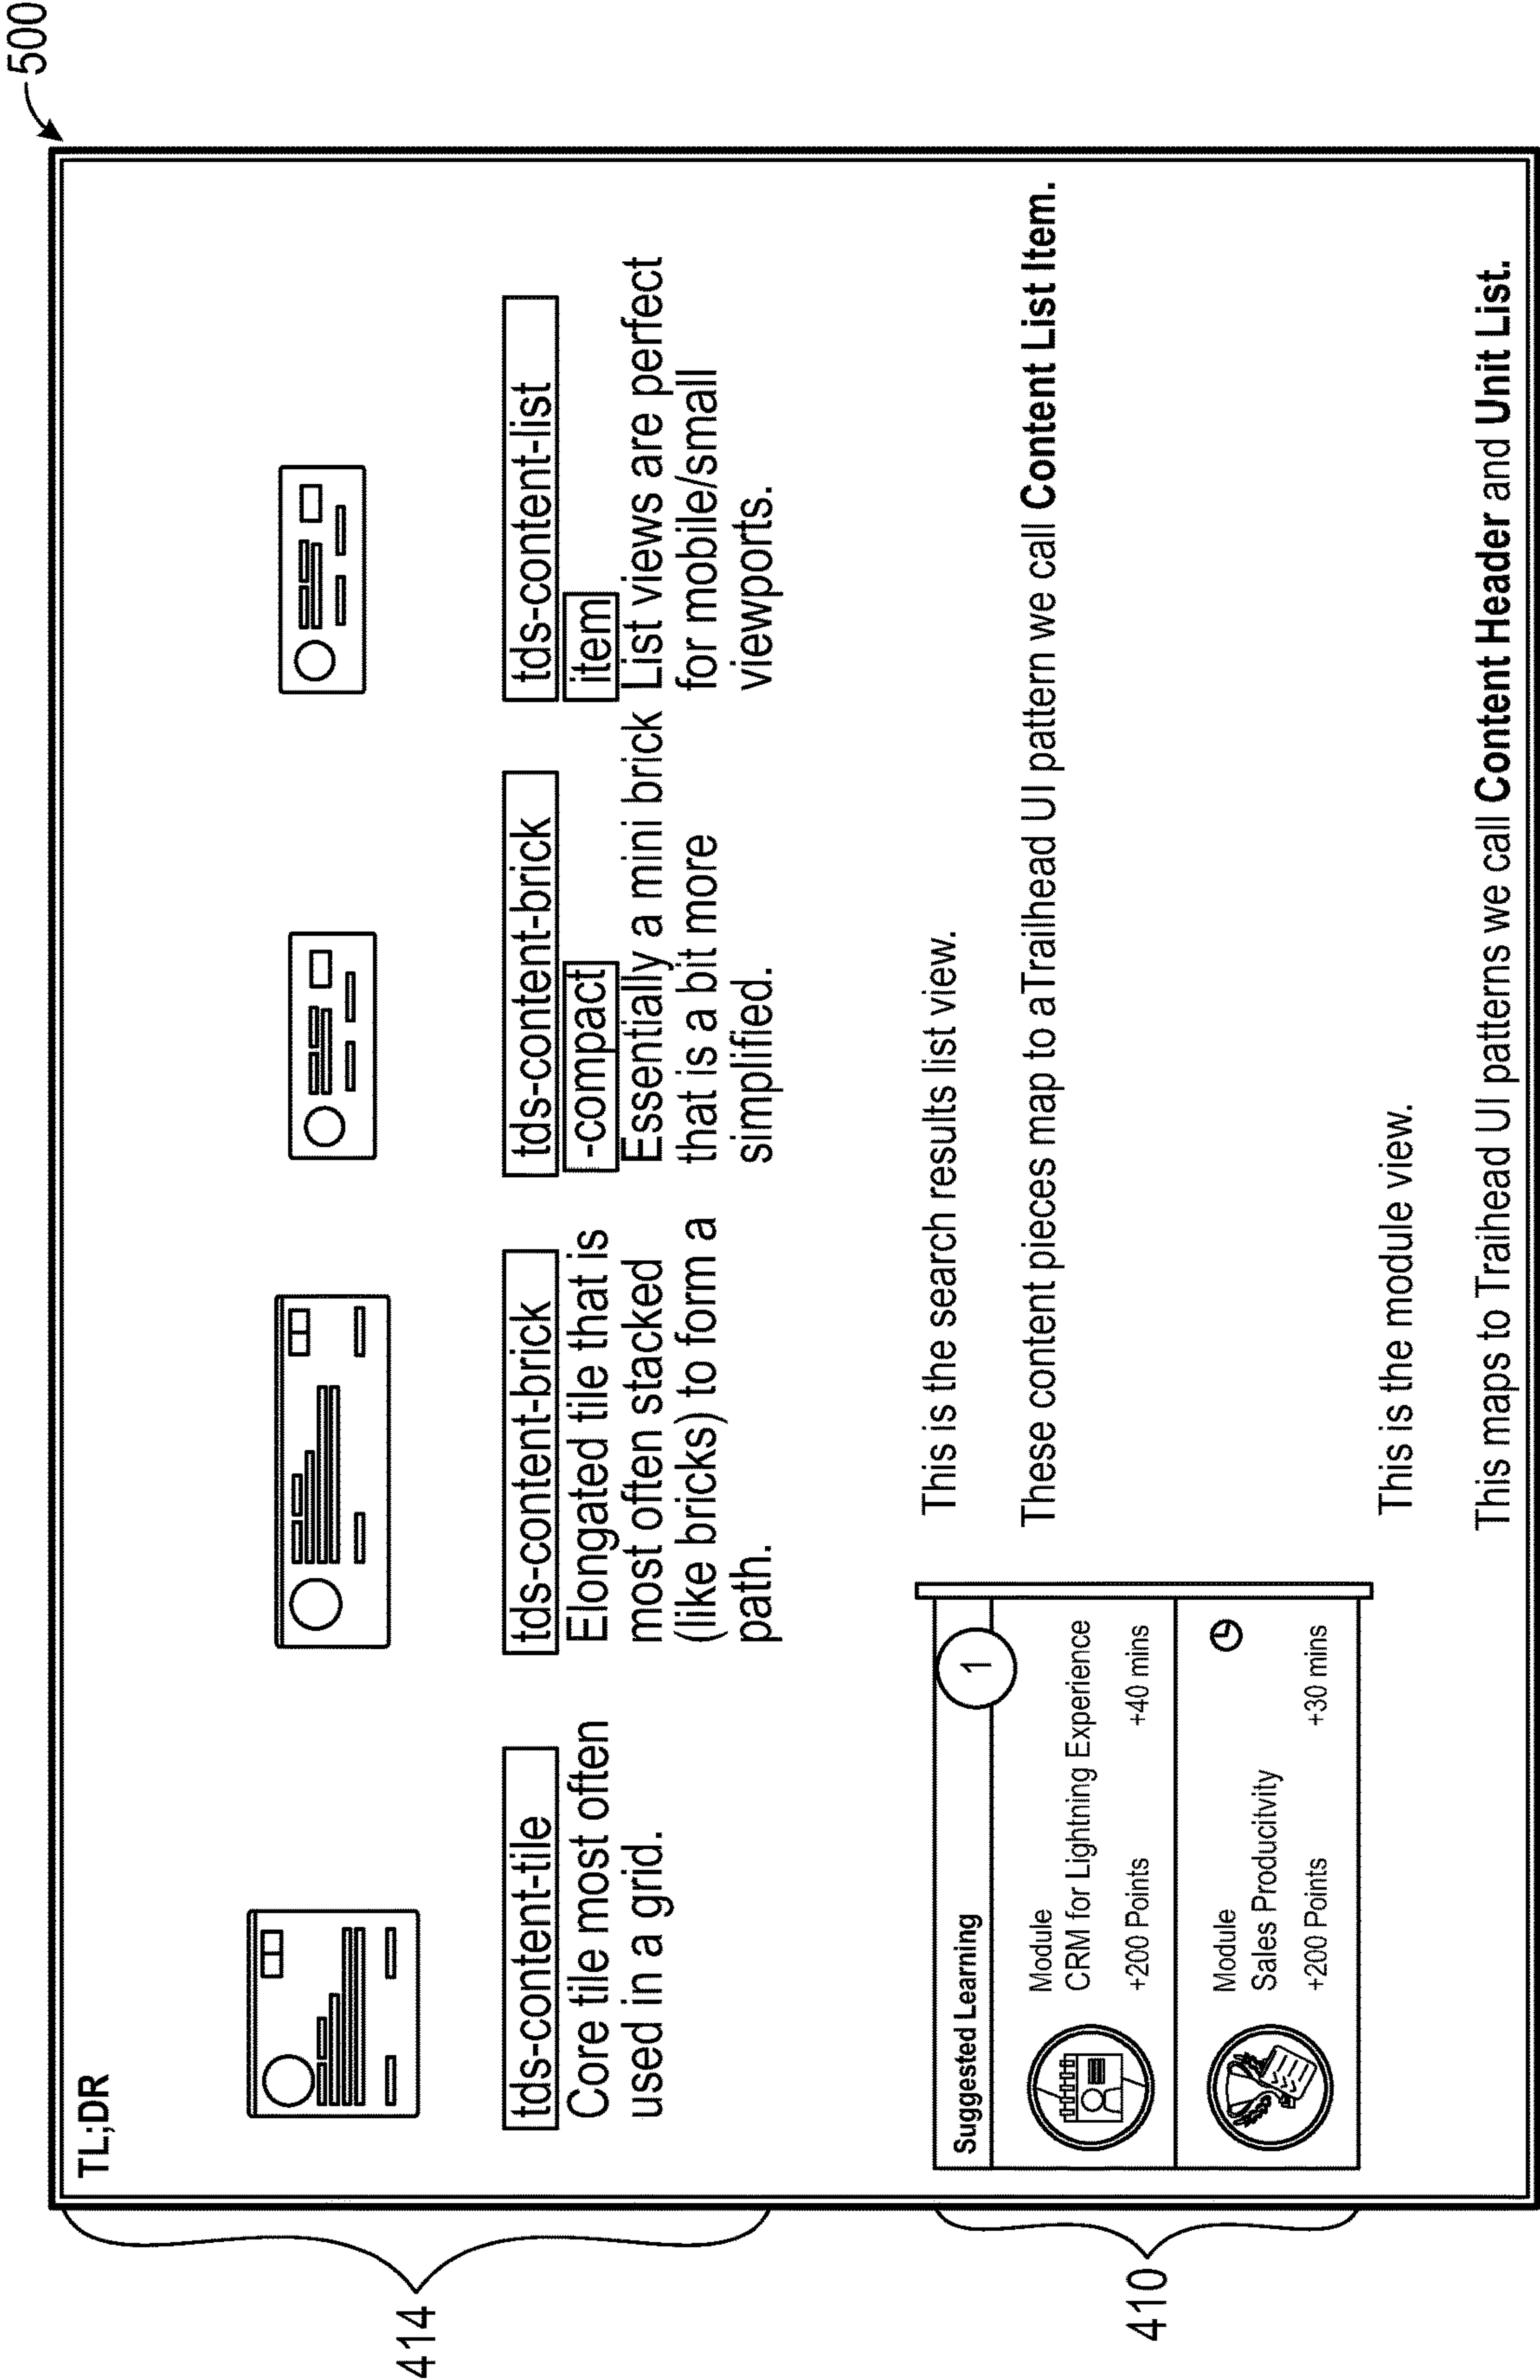 500
TL;DR
414
tds-content-tile
Core tile most often
used in a grid.
tds-content-brick
Elongated tile that is
most often stacked
(like bricks) to form a
path.
tds-content-brick
-compact
Essentially a mini brick
that is a bit more
simplified.
tds-content-list
item
List views are perfect
for mobile/small
viewports.
410
Suggested Learning
1
Module
CRM for Lightning Experience
+200 Points +40 mins
Module
Sales Producitvity
+200 Points +30 mins
This is the search results list view.
These content pieces map to aTrailhead UI pattern we call Content List Item.
This is the module view.
This maps to Traihead UI patterns we call Content Header and Unit List.